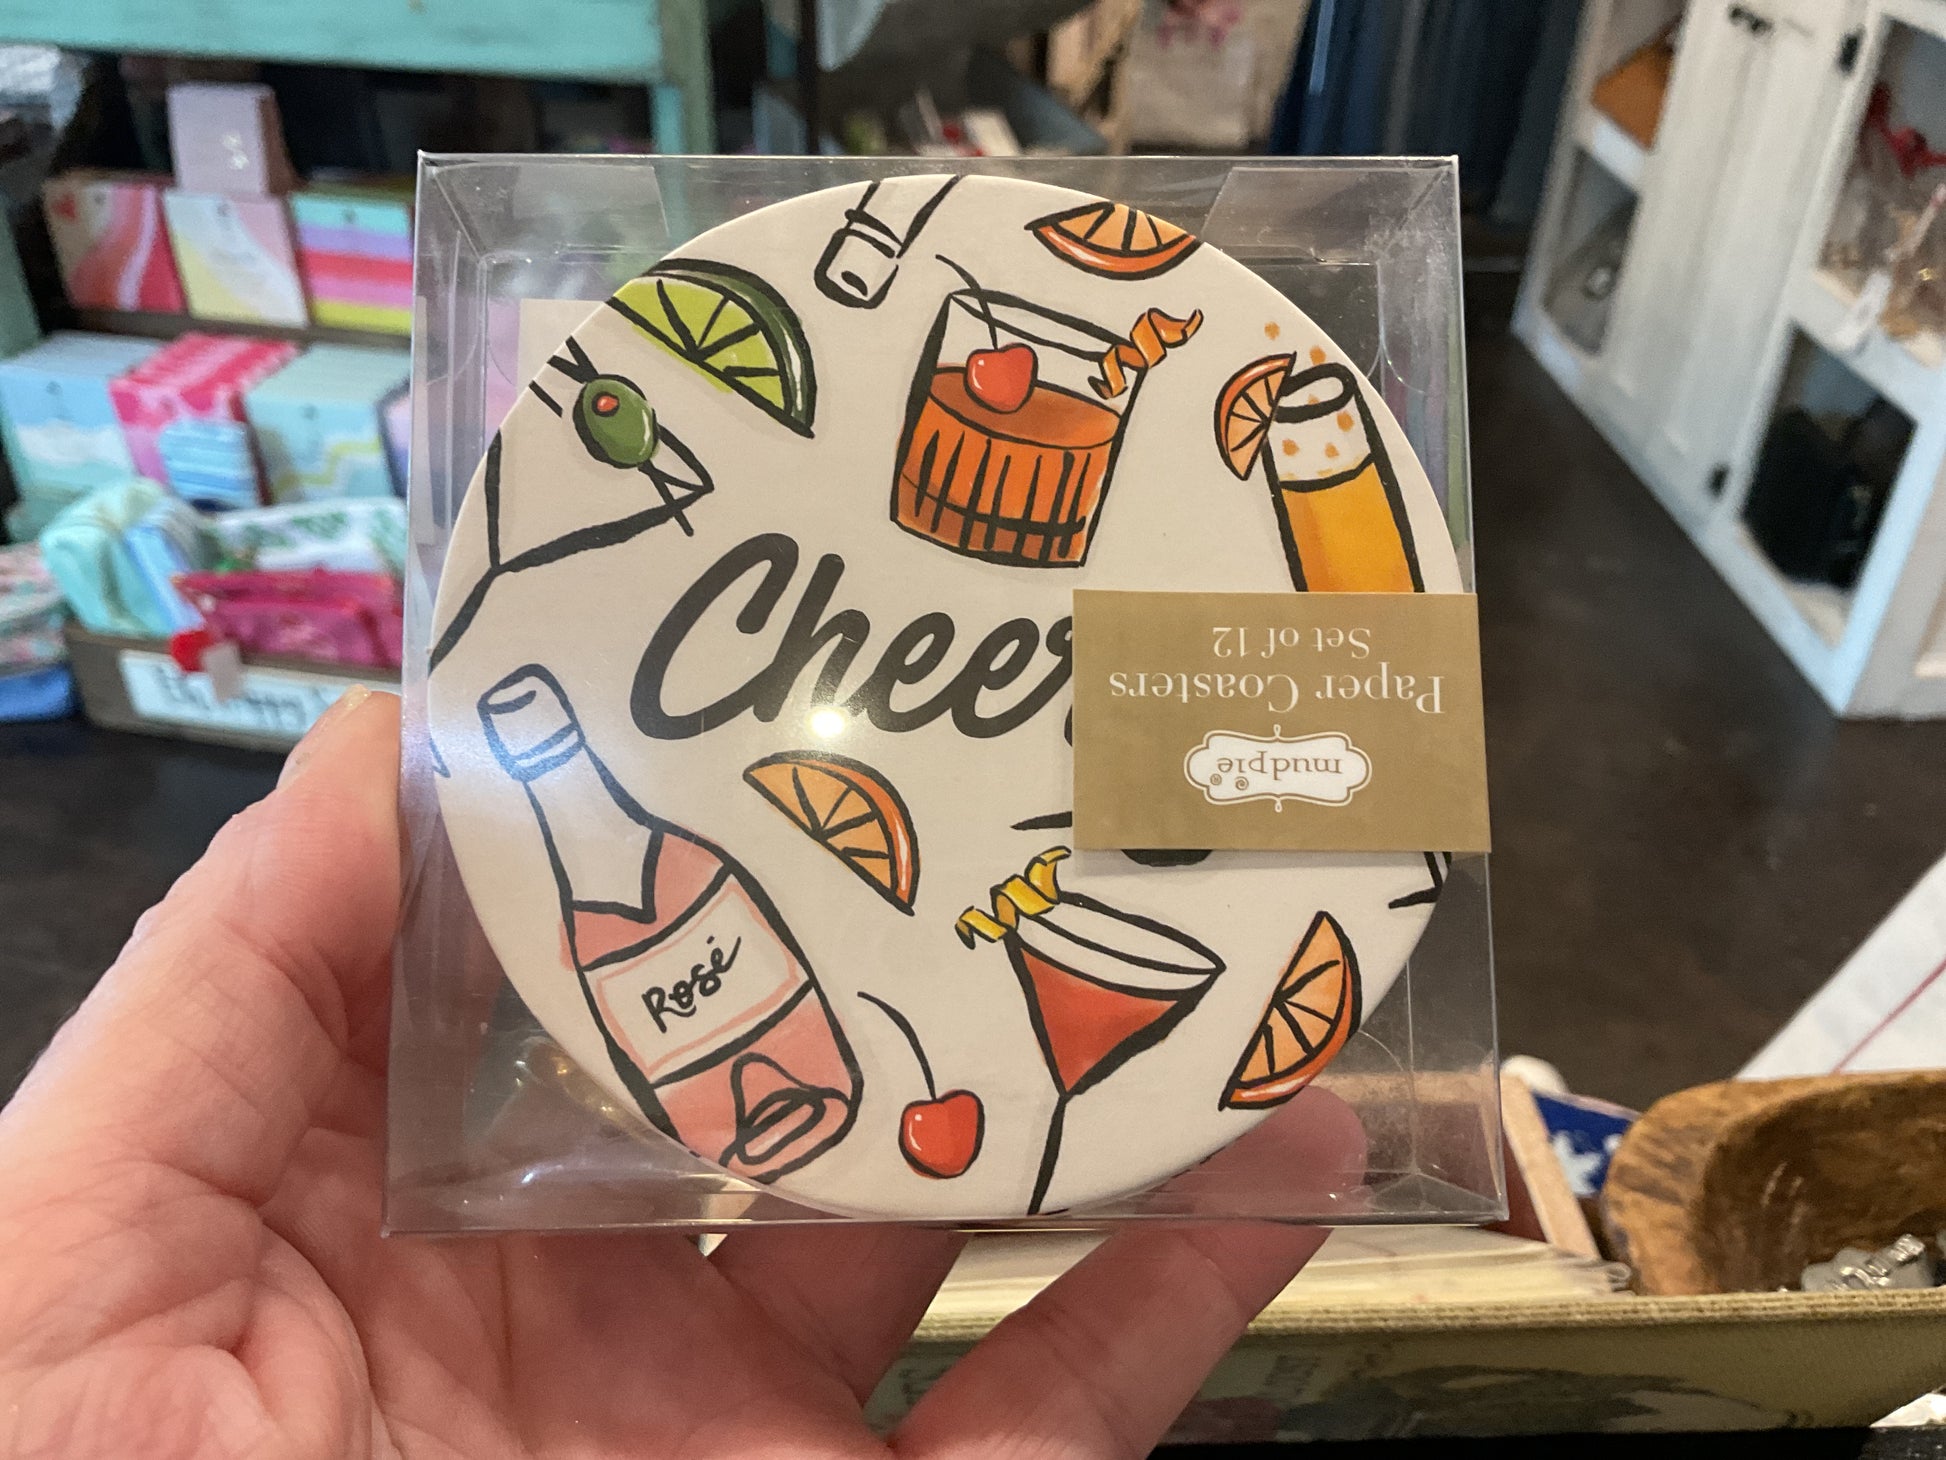 Cheer
Rosé
mudpie
Paper Coasters
Set of 12